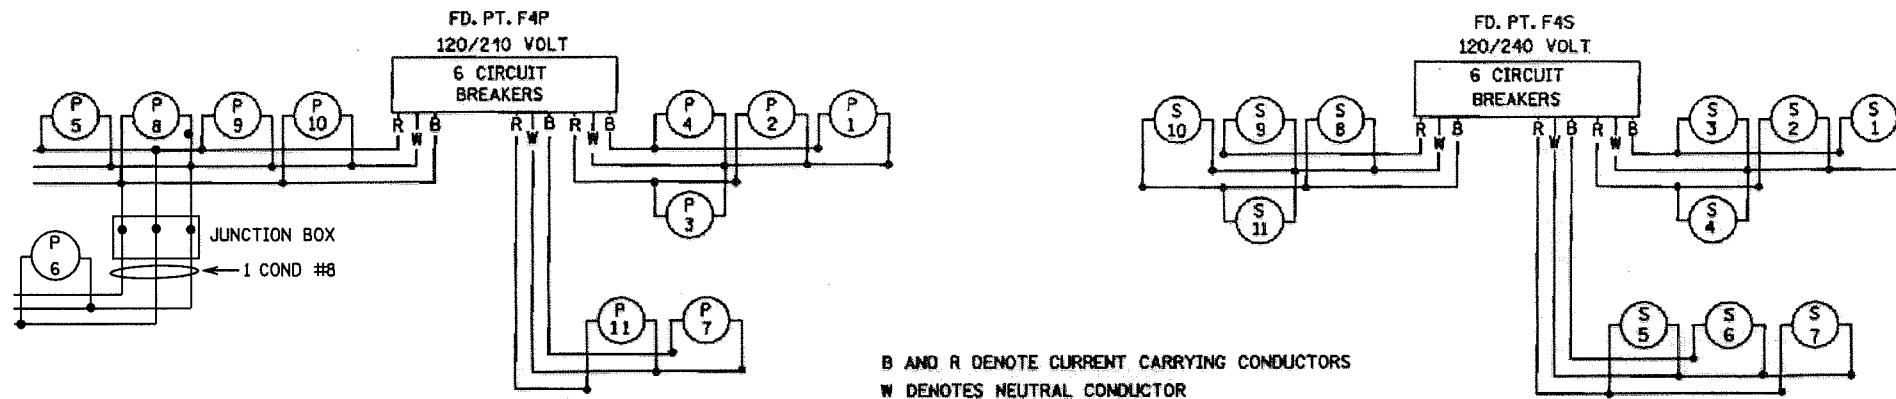 FD. PT. F4P
120/240 VOLT
6 CIRCUIT
BREAKERS
P
5
P
8
P
9
P
10
R
W
B
R
W
B
R
W
B
P
4
P
2
P
1
P
3
P
6
JUNCTION BOX
1 COND #8
P
11
P
7
FD. PT. F4S
120/240 VOLT
6 CIRCUIT
BREAKERS
S
10
S
9
S
8
R
W
B
R
W
B
R
W
B
S
3
S
2
S
1
S
11
S
4
S
5
S
6
S
7
B AND R DENOTE CURRENT CARRYING CONDUCTORS
W DENOTES NEUTRAL CONDUCTOR